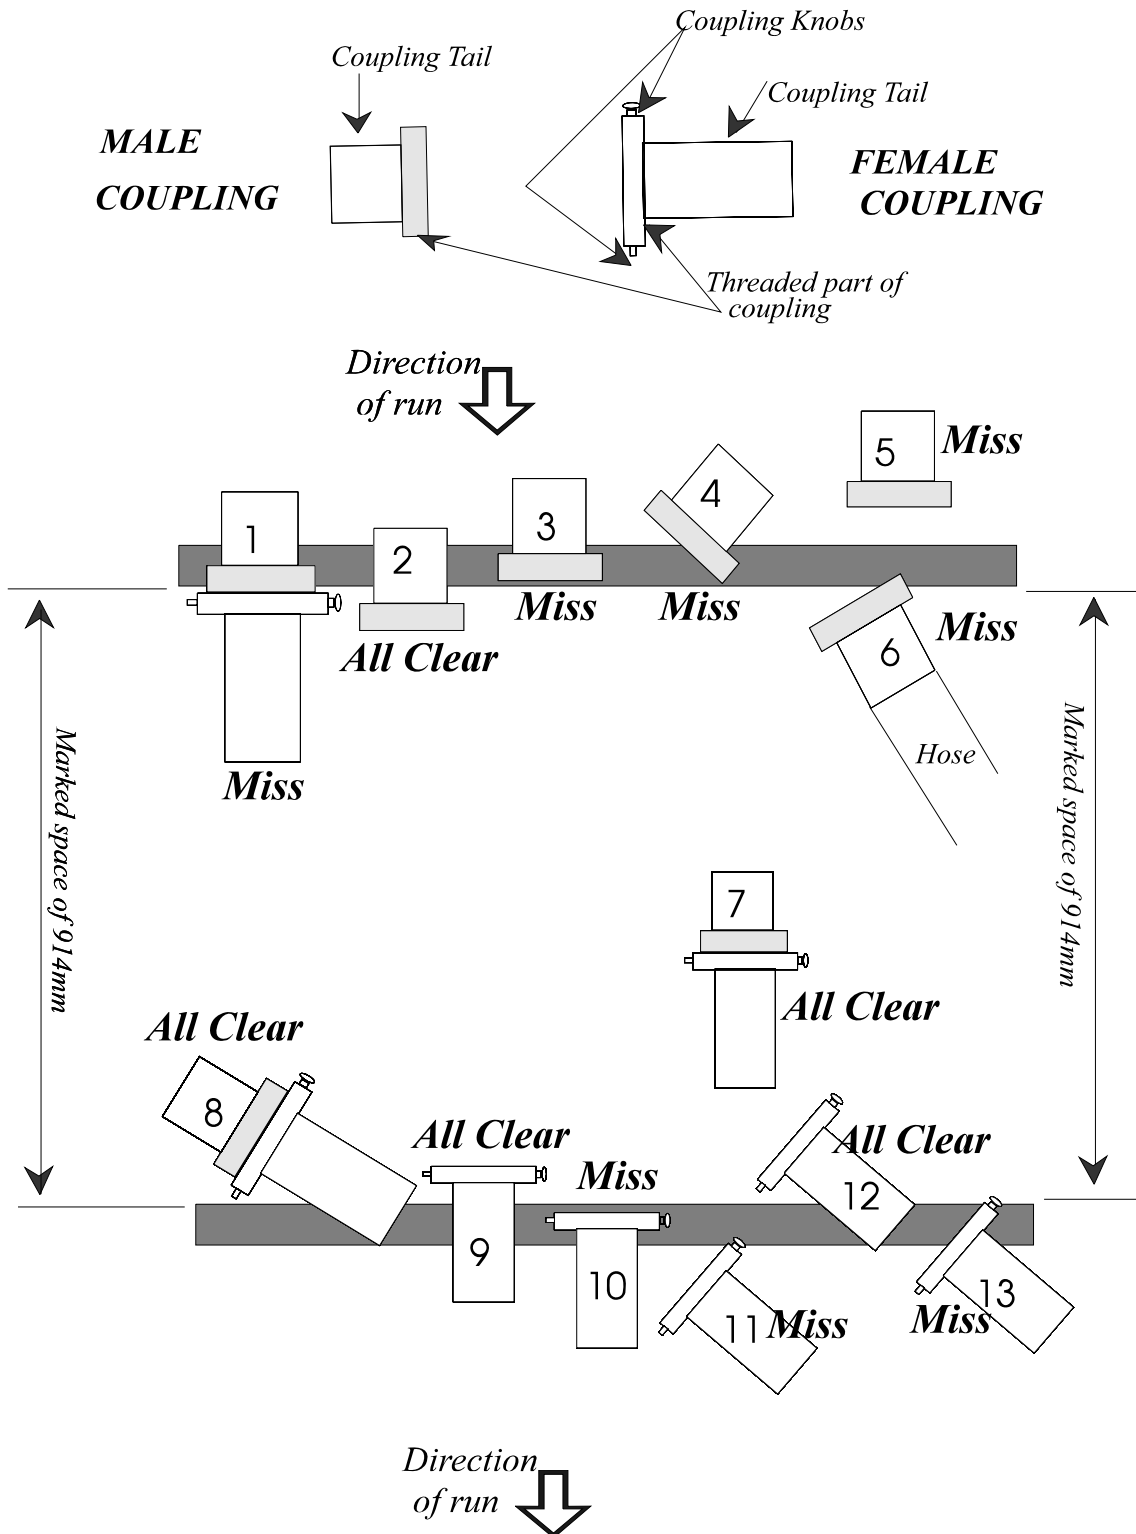 Coupling Knobs
Coupling Tail
Coupling Tail
MALE
COUPLING
FEMALE
COUPLING
Threaded part of
coupling
Direction
of run
5
Miss
4
3
1
2
Miss
Miss
Miss
All Clear
6
Hose
Miss
Marked space of 914mm
Marked space of 914mm
7
All Clear
All Clear
8
All Clear
Miss
All Clear
12
9
10
13
11
Miss
Miss
Direction
of run